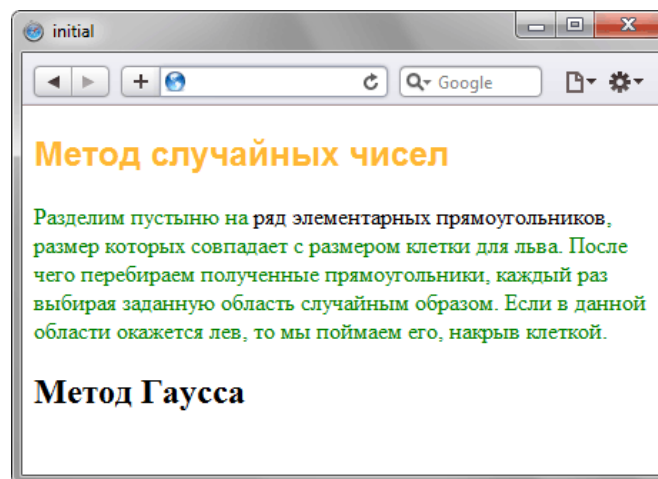 initial
Google
Метод случайных чисел
Разделим пустыню на ряд элементарных прямоугольников,
размер которых совпадает с размером клетки для льва. После
чего перебираем полученные прямоугольники, каждый раз
выбирая заданную область случайным образом. Если в данной
области окажется лев, то мы поймаем его, накрыв клеткой.
Метод Гаусса